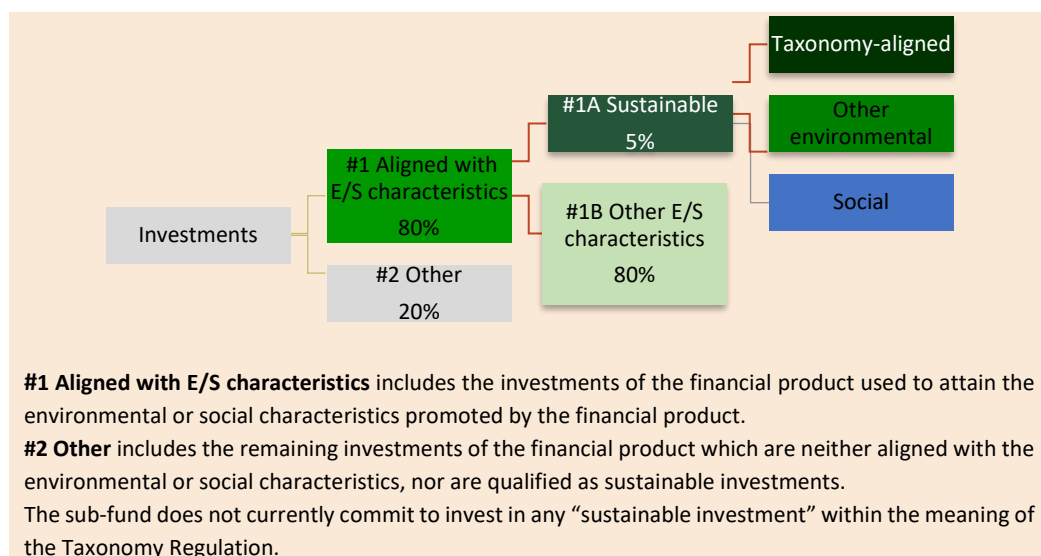 Taxonomy-aligned
#1A Sustainable
5%
Other
environmental
#1 Aligned with
E/S characteristics
80%
Social
#1B Other E/S
characteristics
80%
Investments
#2 Other
20%
#1 Aligned with E/S characteristics includes the investments of the financial product used to attain the
environmental or social characteristics promoted by the financial product.
#2 Other includes the remaining investments of the financial product which are neither aligned with the
environmental or social characteristics, nor are qualified as sustainable investments.
The sub-fund does not currently commit to invest in any “sustainable investment” within the meaning of
the Taxonomy Regulation.